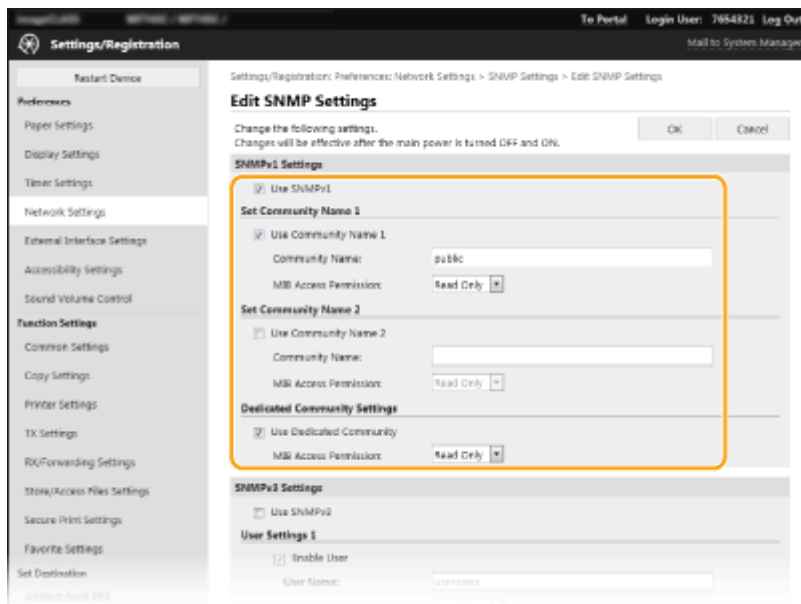 To Portal Login User: 7654321 Log Out
Settings/Registration
Mail to System Manager
Restart Device
Preferences
Paper Settings
Display Settings
Timer Settings
Network Settings
External Interface Settings
Accessibility Settings
Sound Volume Control
Function Settings
Common Settings
Copy Settings
Printer Settings
TX Settings
RX/Forwarding Settings
Store/Access Files Settings
Secure Print Settings
Favorite Settings
Set Destination
Address Book PIN
Settings/Registration: Preferences: Network Settings > SNMP Settings > Edit SNMP Settings
Edit SNMP Settings
Change the following settings.
Changes will be effective after the main power is turned OFF and ON.
OK Cancel
SNMPv1 Settings
Use SNMPv1
Set Community Name 1
Use Community Name 1
Community Name: public
MIB Access Permission: Read Only
Set Community Name 2
Use Community Name 2
Community Name:
MIB Access Permission: Read Only
Dedicated Community Settings
Use Dedicated Community
MIB Access Permission: Read Only
SNMPv3 Settings
Use SNMPv3
User Settings 1
Enable User
User Name: username